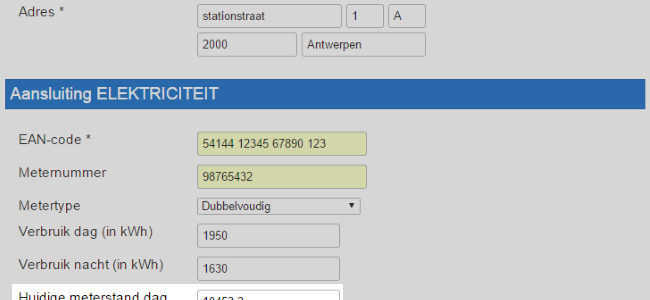 Adres * stationstraat 1 A
2000 Antwerpen
Aansluiting ELEKTRICITEIT
EAN-code * 54144 12345 67890 123
Meternummer 98765432
Metertype Dubbelvoudig
Verbruik dag (in kWh) 1950
Verbruik nacht (in kWh) 1630
Huidige meterstand dag